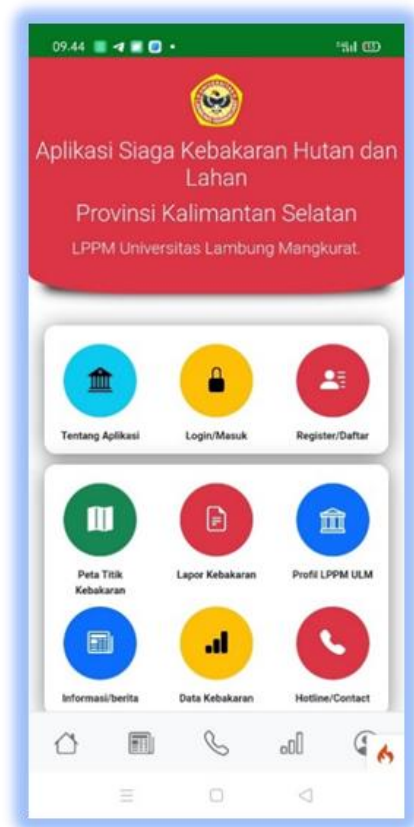 09.44
Aplikasi Siaga Kebakaran Hutan dan
Lahan
Provinsi Kalimantan Selatan
LPPM Universitas Lambung Mangkurat.
Tentang Aplikasi
Login/Masuk
Register/Daftar
Peta Titik
Kebakaran
Lapor Kebakaran
Profil LPPM ULM
Informasi/berita
Data Kebakaran
Hotline/Contact